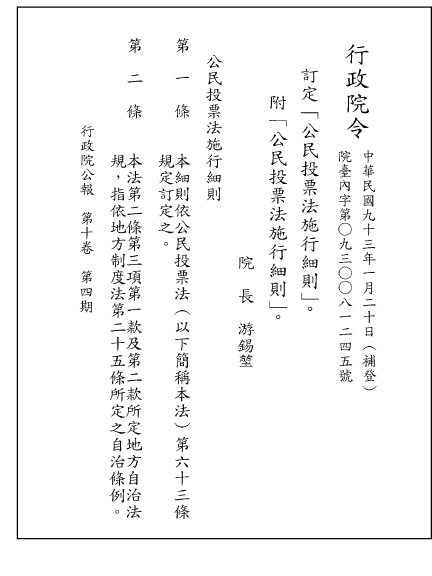 行政院令
中華民國九十三年一月二十日（補登）
院臺內字第〇九三〇〇八一二四五號
訂定「公民投票法施行細則」。
附「公民投票法施行細則」。
院　長　游錫堃
公民投票法施行細則
第　一　條　本細則依公民投票法（以下簡稱本法）第六十三條
規定訂定之。
第　二　條　本法第二條第三項第一款及第二款所定地方自治法
規，指依地方制度法第二十五條所定之自治條例。
行政院公報　第十卷　第四期